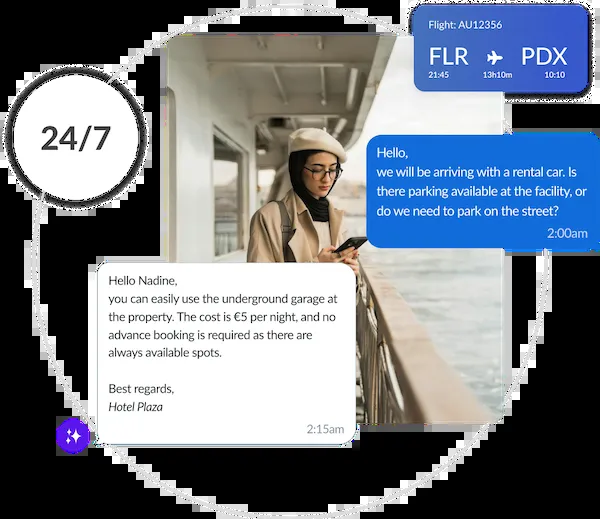 Flight: AU12356
FLR PDX
21:45 13h10m 10:10
24/7
Hello,
we will be arriving with a rental car. Is
there parking available at the facility, or
do we need to park on the street?
2:00am
Hello Nadine,
you can easily use the underground garage at
the property. The cost is €5 per night, and no
advance booking is required as there are
always available spots.
Best regards,
Hotel Plaza
2:15am